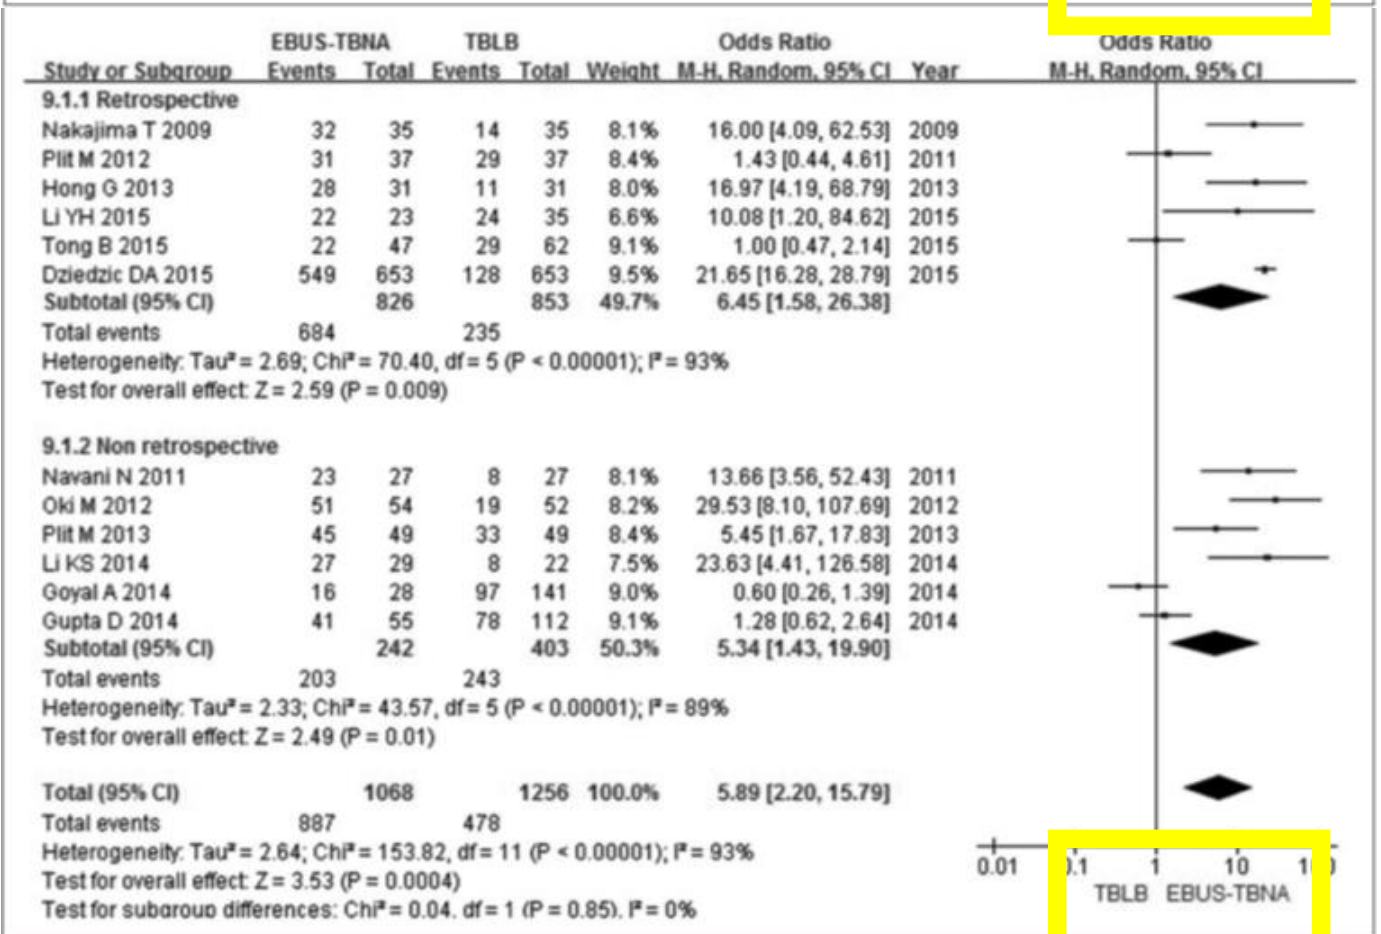 EBUS-TBNA TBLB Odds Ratio Odds Ratio
Study or Subgroup Events Total Events Total Weight M-H, Random, 95% CI Year M-H, Random, 95% CI
9.1.1 Retrospective
Nakajima T 2009 32 35 14 35 8.1% 16.00 [4.09, 62.53] 2009
Plit M 2012 31 37 29 37 8.4% 1.43 [0.44, 4.61] 2011
Hong G 2013 28 31 11 31 8.0% 16.97 [4.19, 68.79] 2013
Li YH 2015 22 23 24 35 6.6% 10.08 [1.20, 84.62] 2015
Tong B 2015 22 47 29 62 9.1% 1.00 [0.47, 2.14] 2015
Dziedzic DA 2015 549 653 128 653 9.5% 21.65 [16.28, 28.79] 2015
Subtotal (95% CI) 826 853 49.7% 6.45 [1.58, 26.38]
Total events 684 235
Heterogeneity: Tau² = 2.69; Chi² = 70.40, df = 5 (P < 0.00001); I² = 93%
Test for overall effect: Z = 2.59 (P = 0.009)
9.1.2 Non retrospective
Navani N 2011 23 27 8 27 8.1% 13.66 [3.56, 52.43] 2011
Oki M 2012 51 54 19 52 8.2% 29.53 [8.10, 107.69] 2012
Plit M 2013 45 49 33 49 8.4% 5.45 [1.67, 17.83] 2013
Li KS 2014 27 29 8 22 7.5% 23.63 [4.41, 126.58] 2014
Goyal A 2014 16 28 97 141 9.0% 0.60 [0.26, 1.39] 2014
Gupta D 2014 41 55 78 112 9.1% 1.28 [0.62, 2.64] 2014
Subtotal (95% CI) 242 403 50.3% 5.34 [1.43, 19.90]
Total events 203 243
Heterogeneity: Tau² = 2.33; Chi² = 43.57, df = 5 (P < 0.00001); I² = 89%
Test for overall effect: Z = 2.49 (P = 0.01)
Total (95% CI) 1068 1256 100.0% 5.89 [2.20, 15.79]
Total events 887 478
Heterogeneity: Tau² = 2.64; Chi² = 153.82, df = 11 (P < 0.00001); I² = 93%
Test for overall effect: Z = 3.53 (P = 0.0004)
Test for subgroup differences: Chi² = 0.04. df = 1 (P = 0.85). I² = 0%
0.01 0.1 1 10 100
TBLB EBUS-TBNA